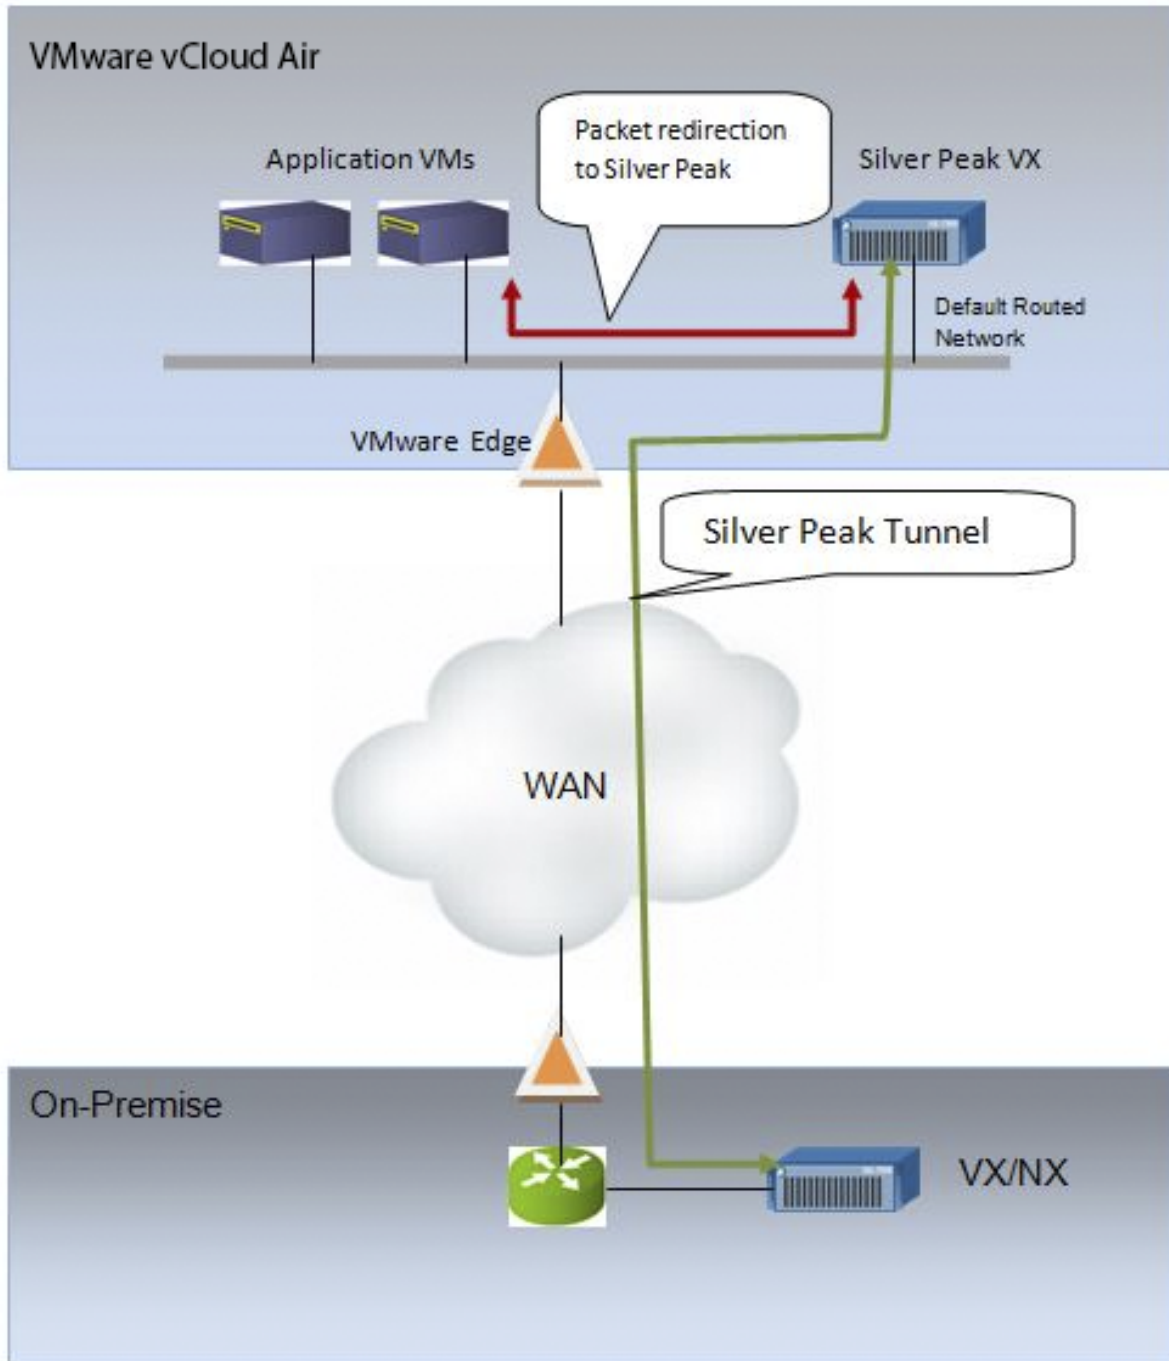 VMware vCloud Air
Packet redirection
to Silver Peak
Application VMs
Silver Peak VX
Default Routed
Network
VMware Edge
Silver Peak Tunnel
WAN
On-Premise
VX/NX